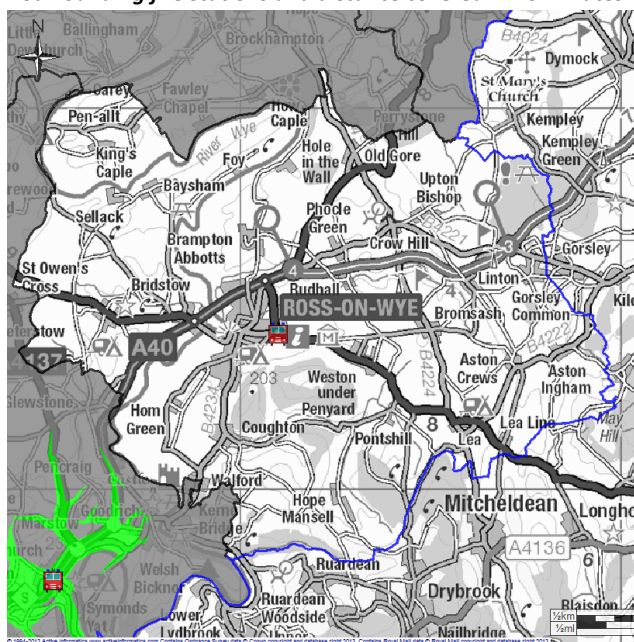 Little
Dewchurch
Ballingham
Brockhampton
B4024
Dymock
St Mary's
Church
Carey
Pen-allt
Fawley
Chapel
How
Caple
Perrystone
Hill
Kempley
Kempley
Green
King's
Caple
River Wye
Foy
Hole
in the
Wall
Old Gore
Upton
Bishop
Baysham
Sellack
Phocle
Green
B4221
Brampton
Abbotts
Crow Hill
3
Gorsley
St Owen's
Cross
Bridstow
4
Rudhall
4
Linton
Gorsley
Common
ROSS-ON-WYE
Bromsash
B4222
137
A40
i
M
B4224
203
Aston
Crews
Aston
Ingham
Glewstone
Weston
under
Penyard
Hom
Green
B4234
Coughton
Pontshill
8
Lea
Lea Line
May
Hill
Pencraig
Walford
Goodrich
Marstow
Kerne
Bridge
Hope
Mansell
Mitcheldean
A4136
6
Welsh
Bicknor
Ruardean
Symonds
Yat
Lower
Lydbrook
Ruardean
Woodside
Drybrook
Nailbridge
Blaisdon
½km
½mi